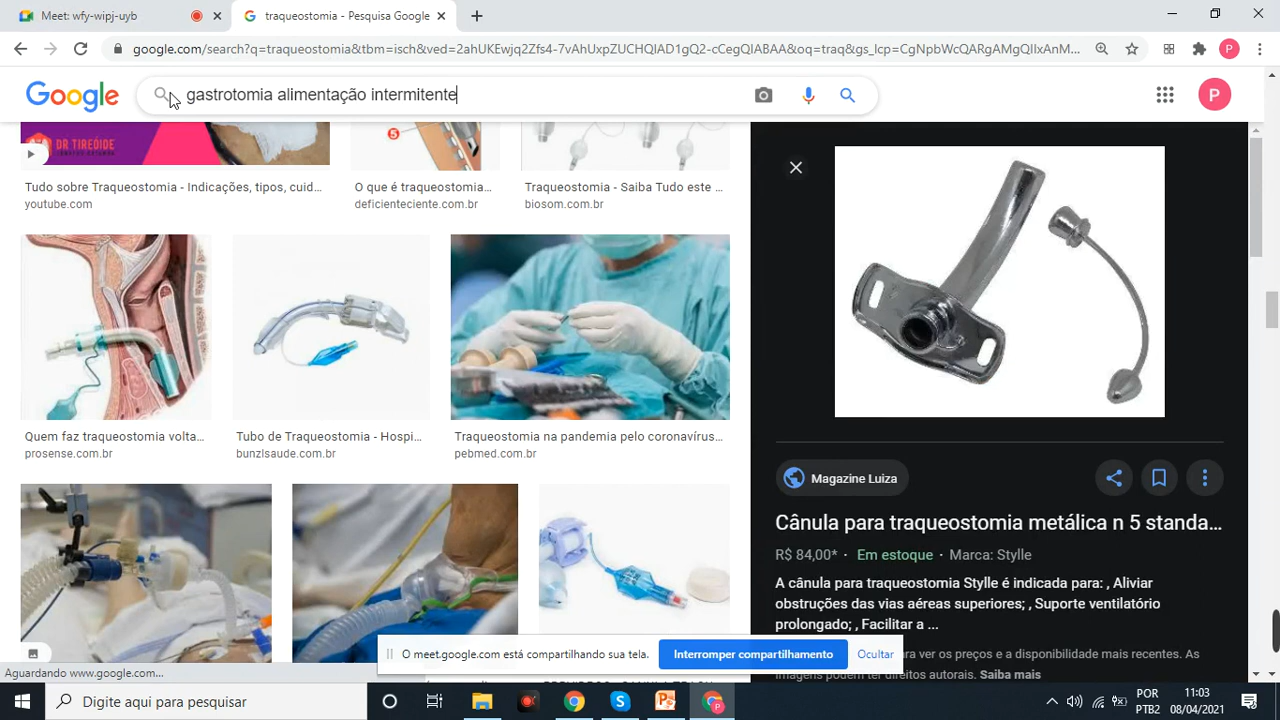 Meet: wfy-wipj-uyb
traqueostomia - Pesquisa Google
google.com/search?q=traqueostomia&tbm=isch&ved=2ahUKEwjq2Zfs4-7vAhUxpZUCHQIAD1gQ2-cCegQIABAA&oq=traq&gs_lcp=CgNpbWcQARgAMgQIIxAnM...
P
Google
gastrotomia alimentação intermitente
P
DR TIREÓIDE
5
Tudo sobre Traqueostomia - Indicações, tipos, cuid...
youtube.com
O que é traqueostomia...
deficienteciente.com.br
Traqueostomia - Saiba Tudo este ...
biosom.com.br
Quem faz traqueostomia volta...
prosense.com.br
Tubo de Traqueostomia - Hospi...
bunzlsaude.com.br
Traqueostomia na pandemia pelo coronavírus...
pebmed.com.br
Magazine Luiza
Cânula para traqueostomia metálica n 5 standa...
R$ 84,00* · Em estoque · Marca: Stylle
A cânula para traqueostomia Stylle é indicada para: , Aliviar
obstruções das vias aéreas superiores; , Suporte ventilatório
prolongado; , Facilitar a ...
ara ver os preços e a disponibilidade mais recentes. As
imagens podem ter direitos autorais. Saiba mais
O meet.google.com está compartilhando sua tela.
Interromper compartilhamento
Ocultar
Aguardando www.google.com...
Digite aqui para pesquisar
POR
PTB2
11:03
08/04/2021